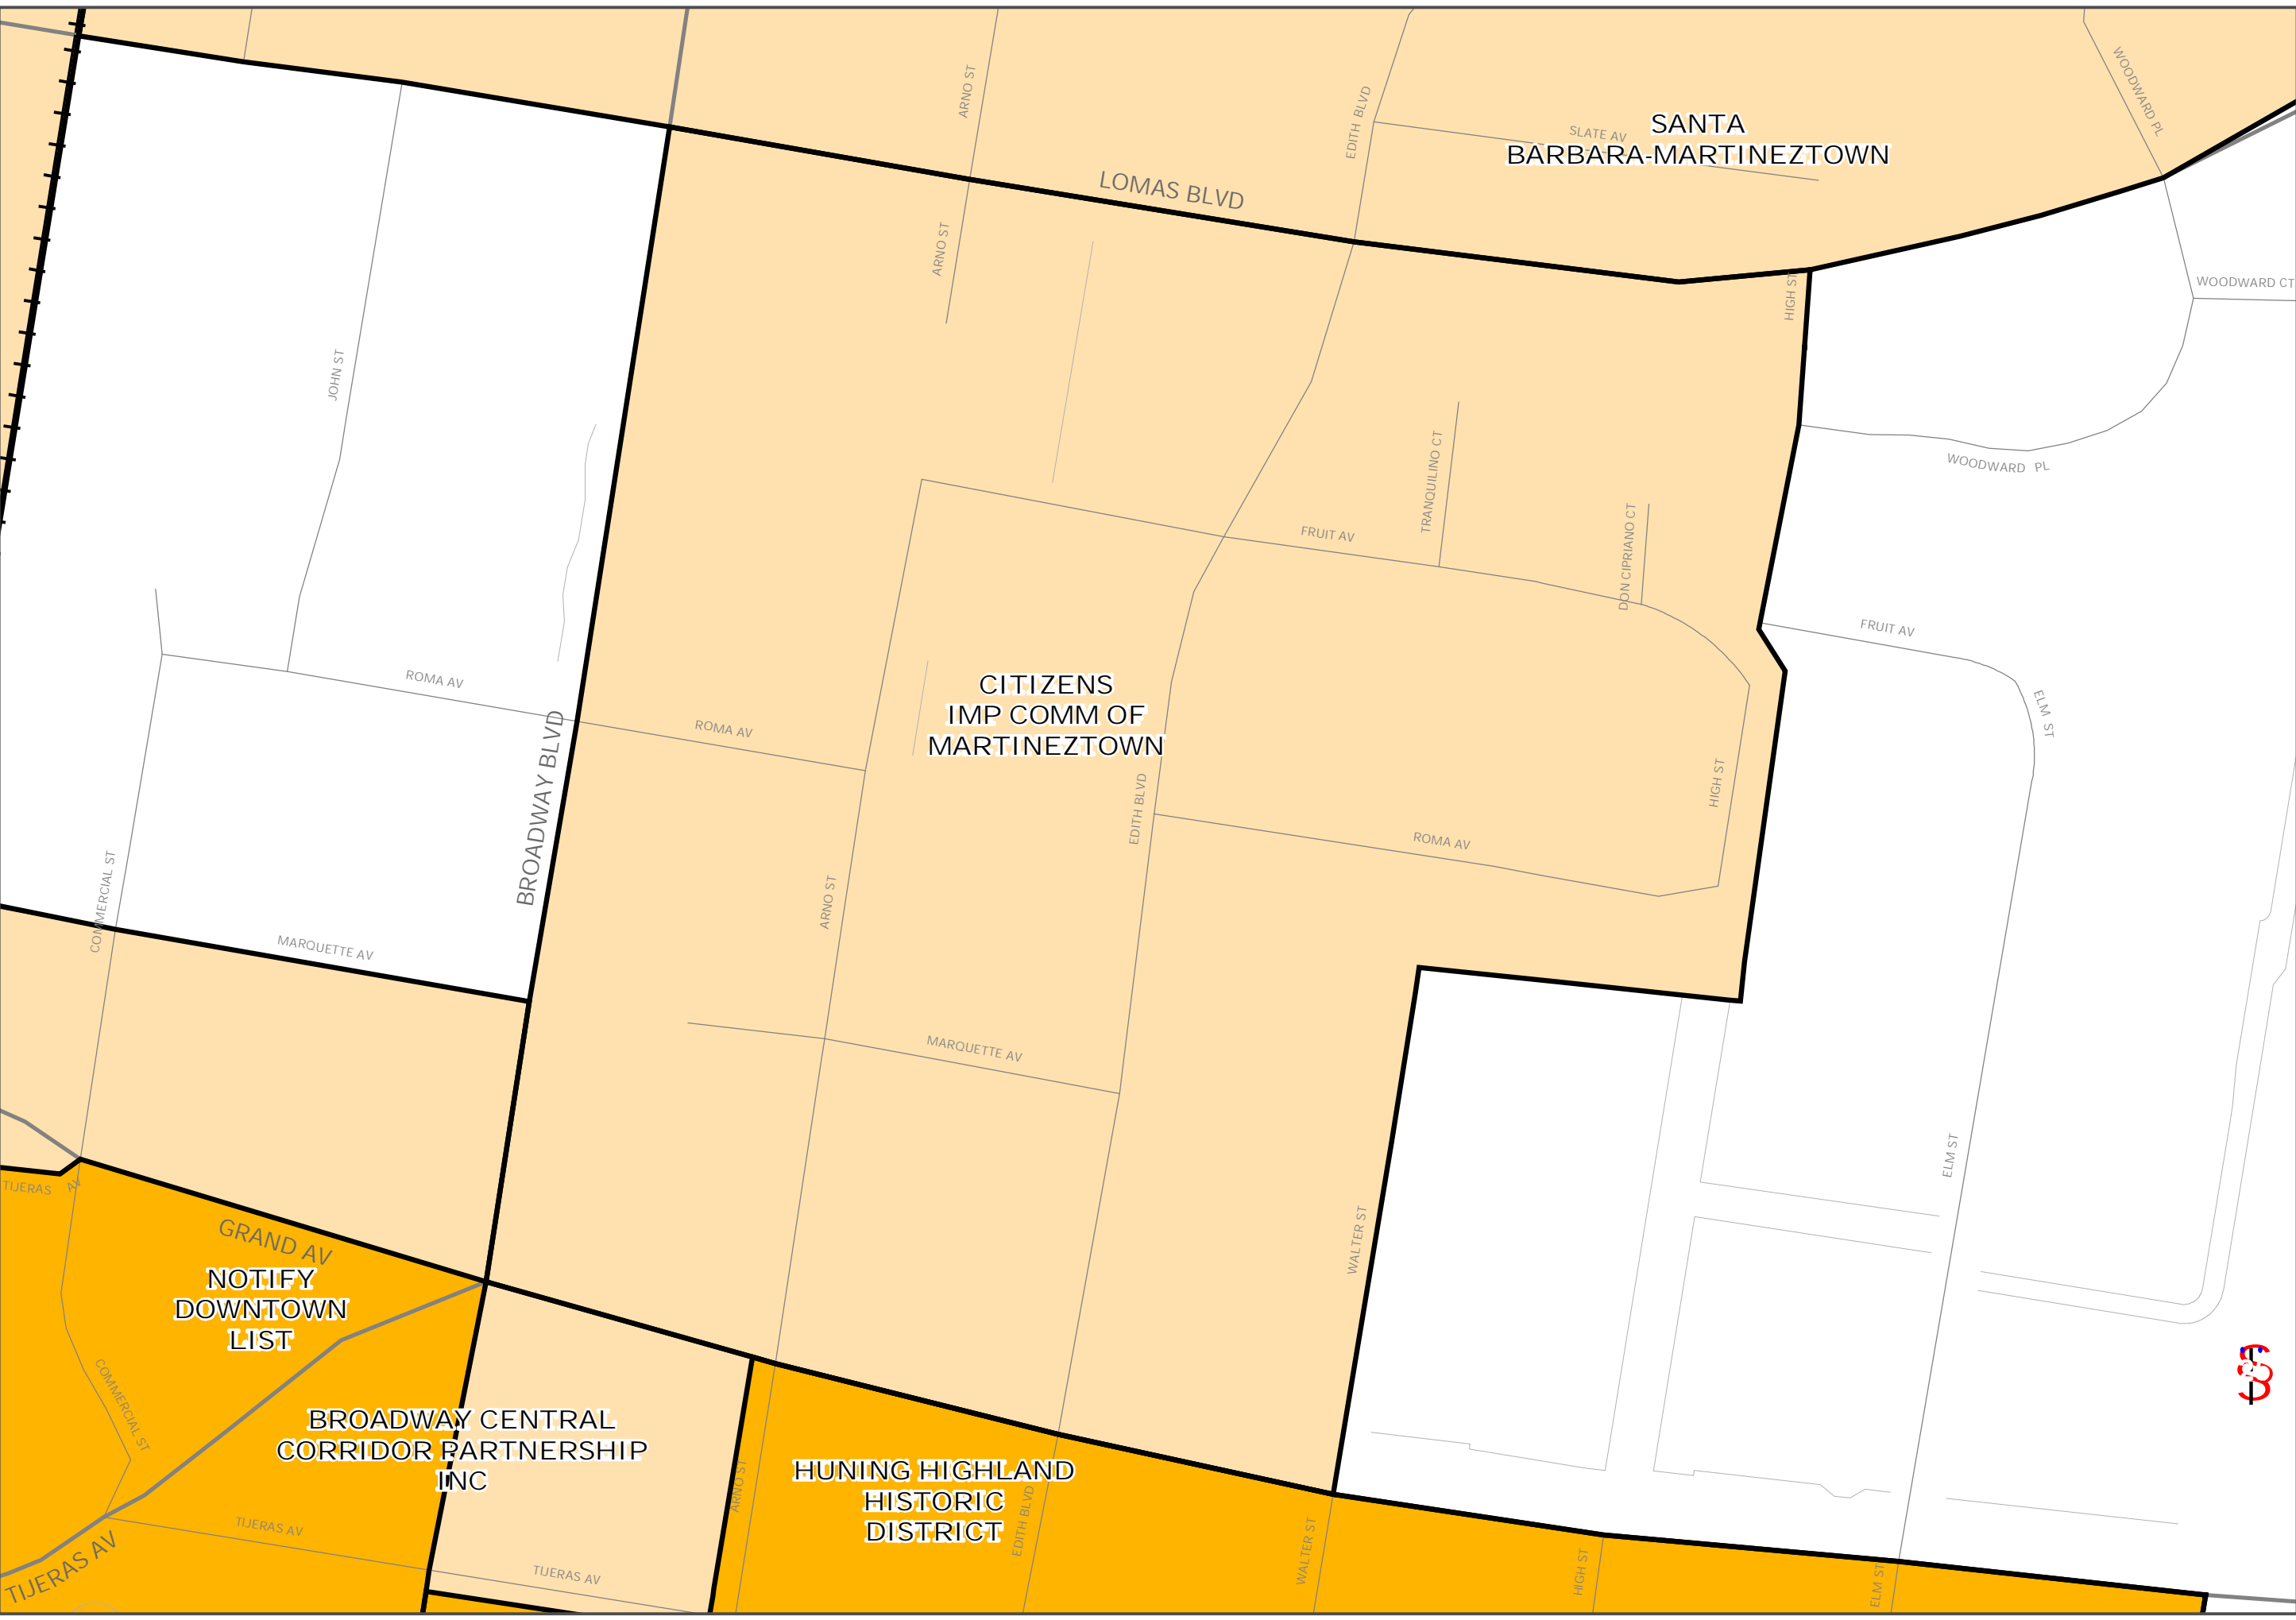 ARNO ST
EDITH BLVD
WOODWARD PL
SLATE AV
SANTA
BARBARA-MARTINEZTOWN
LOMAS BLVD
ARNO ST
HIGH ST
WOODWARD CT
JOHN ST
TRANQUILINO CT
WOODWARD PL
FRUIT AV
DON CIPRIANO CT
FRUIT AV
ELM ST
ROMA AV
CITIZENS
IMP COMM OF
MARTINEZTOWN
ROMA AV
BROADWAY BLVD
EDITH BLVD
HIGH ST
ROMA AV
COMMERCIAL ST
ARNO ST
MARQUETTE AV
MARQUETTE AV
ELM ST
TIJERAS AV
WALTER ST
GRAND AV
NOTIFY
DOWNTOWN
LIST
COMMERCIAL ST
BROADWAY CENTRAL
CORRIDOR PARTNERSHIP
INC
ARNO ST
HUNING HIGHLAND
HISTORIC
DISTRICT
EDITH BLVD
WALTER ST
TIJERAS AV
TIJERAS AV
TIJERAS AV
HIGH ST
ELM ST